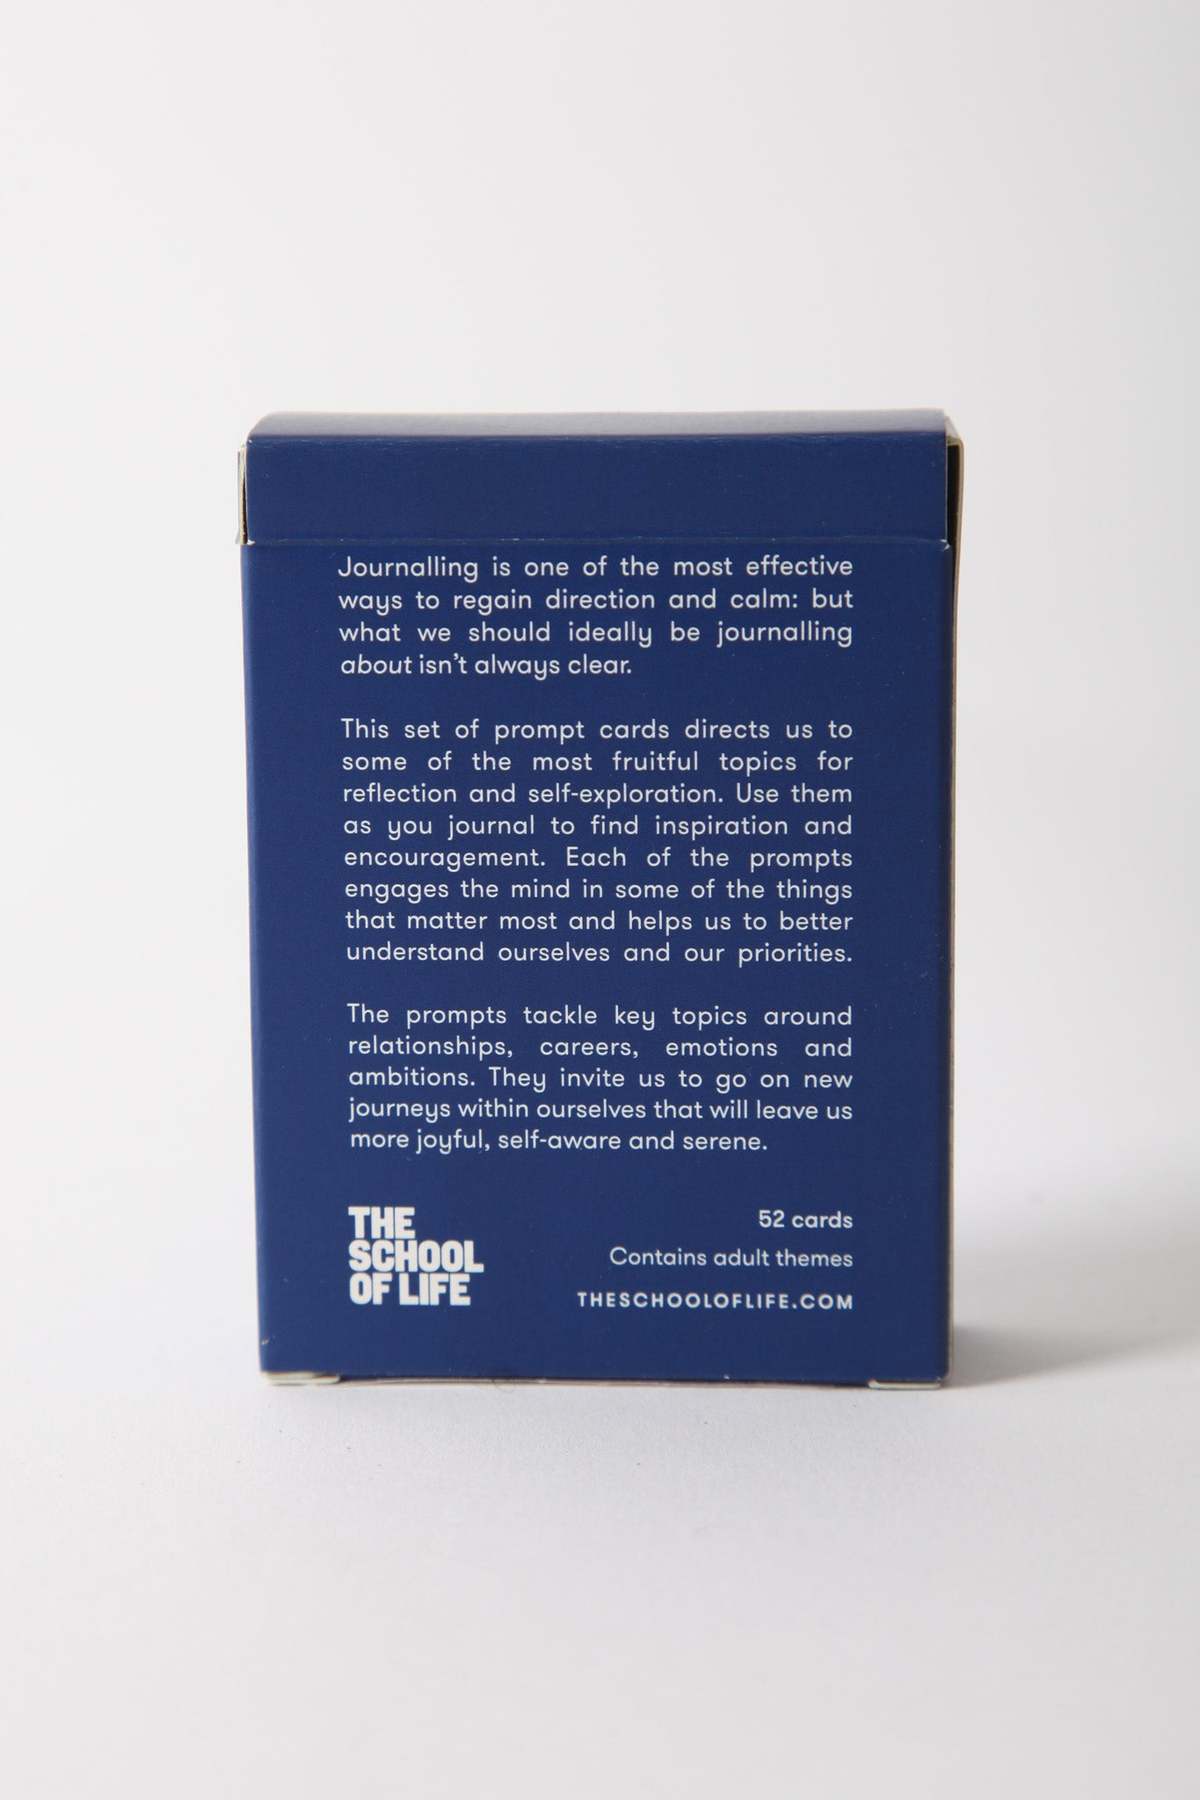 Journalling is one of the most effective
ways to regain direction and calm: but
what we should ideally be journalling
about isn't always clear.
This set of prompt cards directs us to
some of the most fruitful topics for
reflection and self-exploration. Use them
as you journal to find inspiration and
encouragement. Each of the prompts
engages the mind in some of the things
that matter most and helps us to better
understand ourselves and our priorities.
The prompts tackle key topics around
relationships, careers, emotions and
ambitions. They invite us to go on new
journeys within ourselves that will leave us
more joyful, self-aware and serene.
THE
SCHOOL
OF LIFE
52 cards
Contains adult themes
THESCHOOLOFLIFE.COM